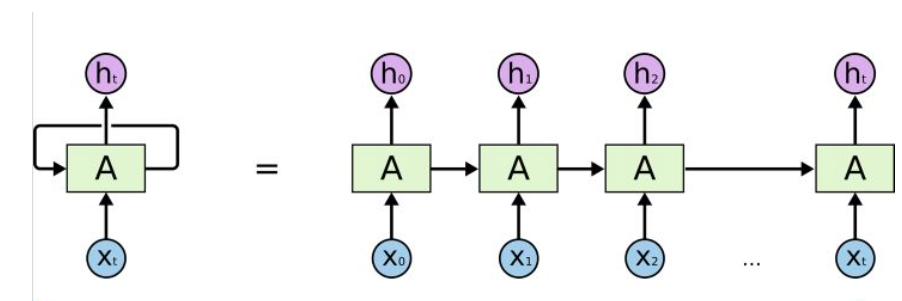 hₜ h₀ h₁ h₂ hₜ
A = A A A A
xₜ x₀ x₁ x₂ ... xₜ